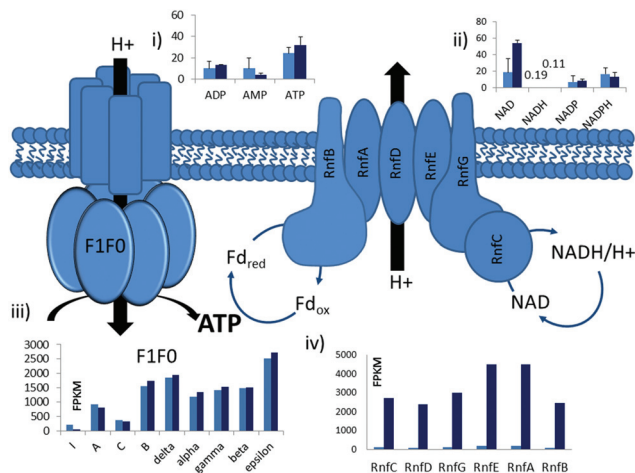 i)
60
40
20
0
ADP AMP ATP
ii)
80
60
40
20
0
0.19
0.11
NAD
NADH
NADP
NADPH
H+
F1F0
ATP
RnfB
RnfA
RnfD
RnfE
RnfG
RnfC
Fdred
Fdox
H+
NADH/H+
NAD
iii)
F1F0
FPKM
3000
2500
2000
1500
1000
500
0
I
A
C
B
delta
alpha
gamma
beta
epsilon
iv)
FPKM
5000
4000
3000
2000
1000
0
RnfC RnfD RnfG RnfE RnfA RnfB